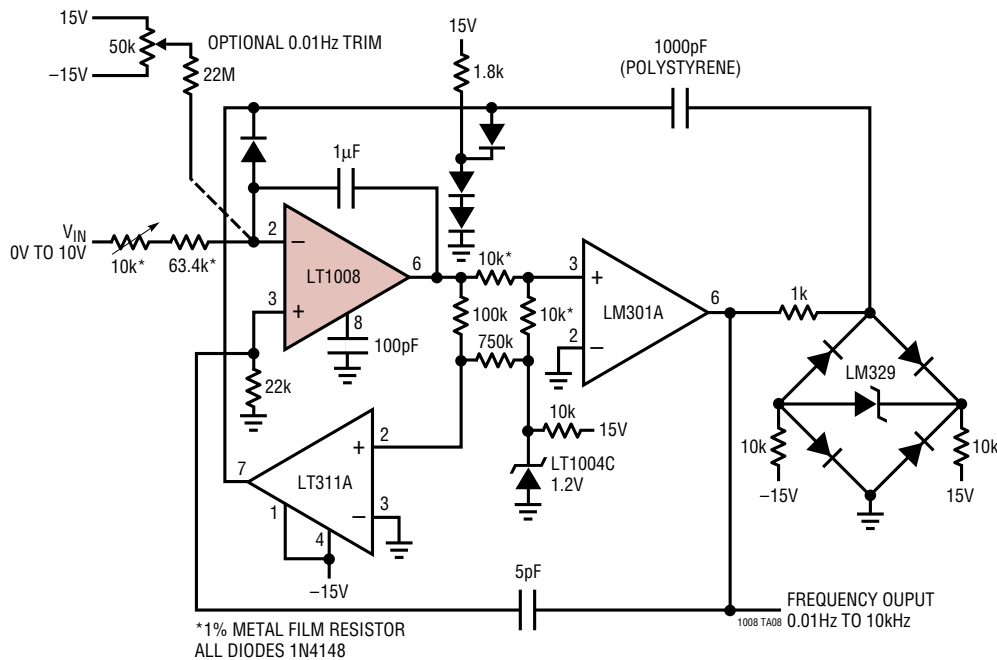 15V
50k
–15V
OPTIONAL 0.01Hz TRIM
22M
15V
1.8k
1000pF
(POLYSTYRENE)
1µF
VIN
0V TO 10V
10k*
63.4k*
2
–
LT1008
6
3
+
8
100pF
22k
10k*
100k
10k*
750k
3
+
LM301A
6
2
–
1k
LM329
10k
–15V
10k
15V
10k
15V
LT1004C
1.2V
7
LT311A
+
2
1
–
3
4
–15V
5pF
FREQUENCY OUPUT
0.01Hz TO 10kHz
1008 TA08
*1% METAL FILM RESISTOR
ALL DIODES 1N4148